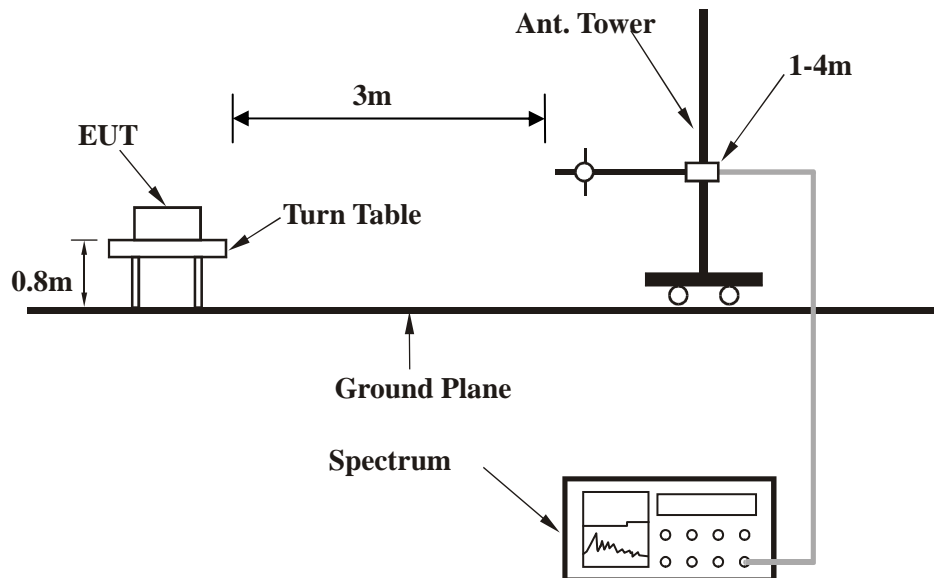 Ant. Tower
1-4m
3m
EUT
Turn Table
0.8m
Ground Plane
Spectrum